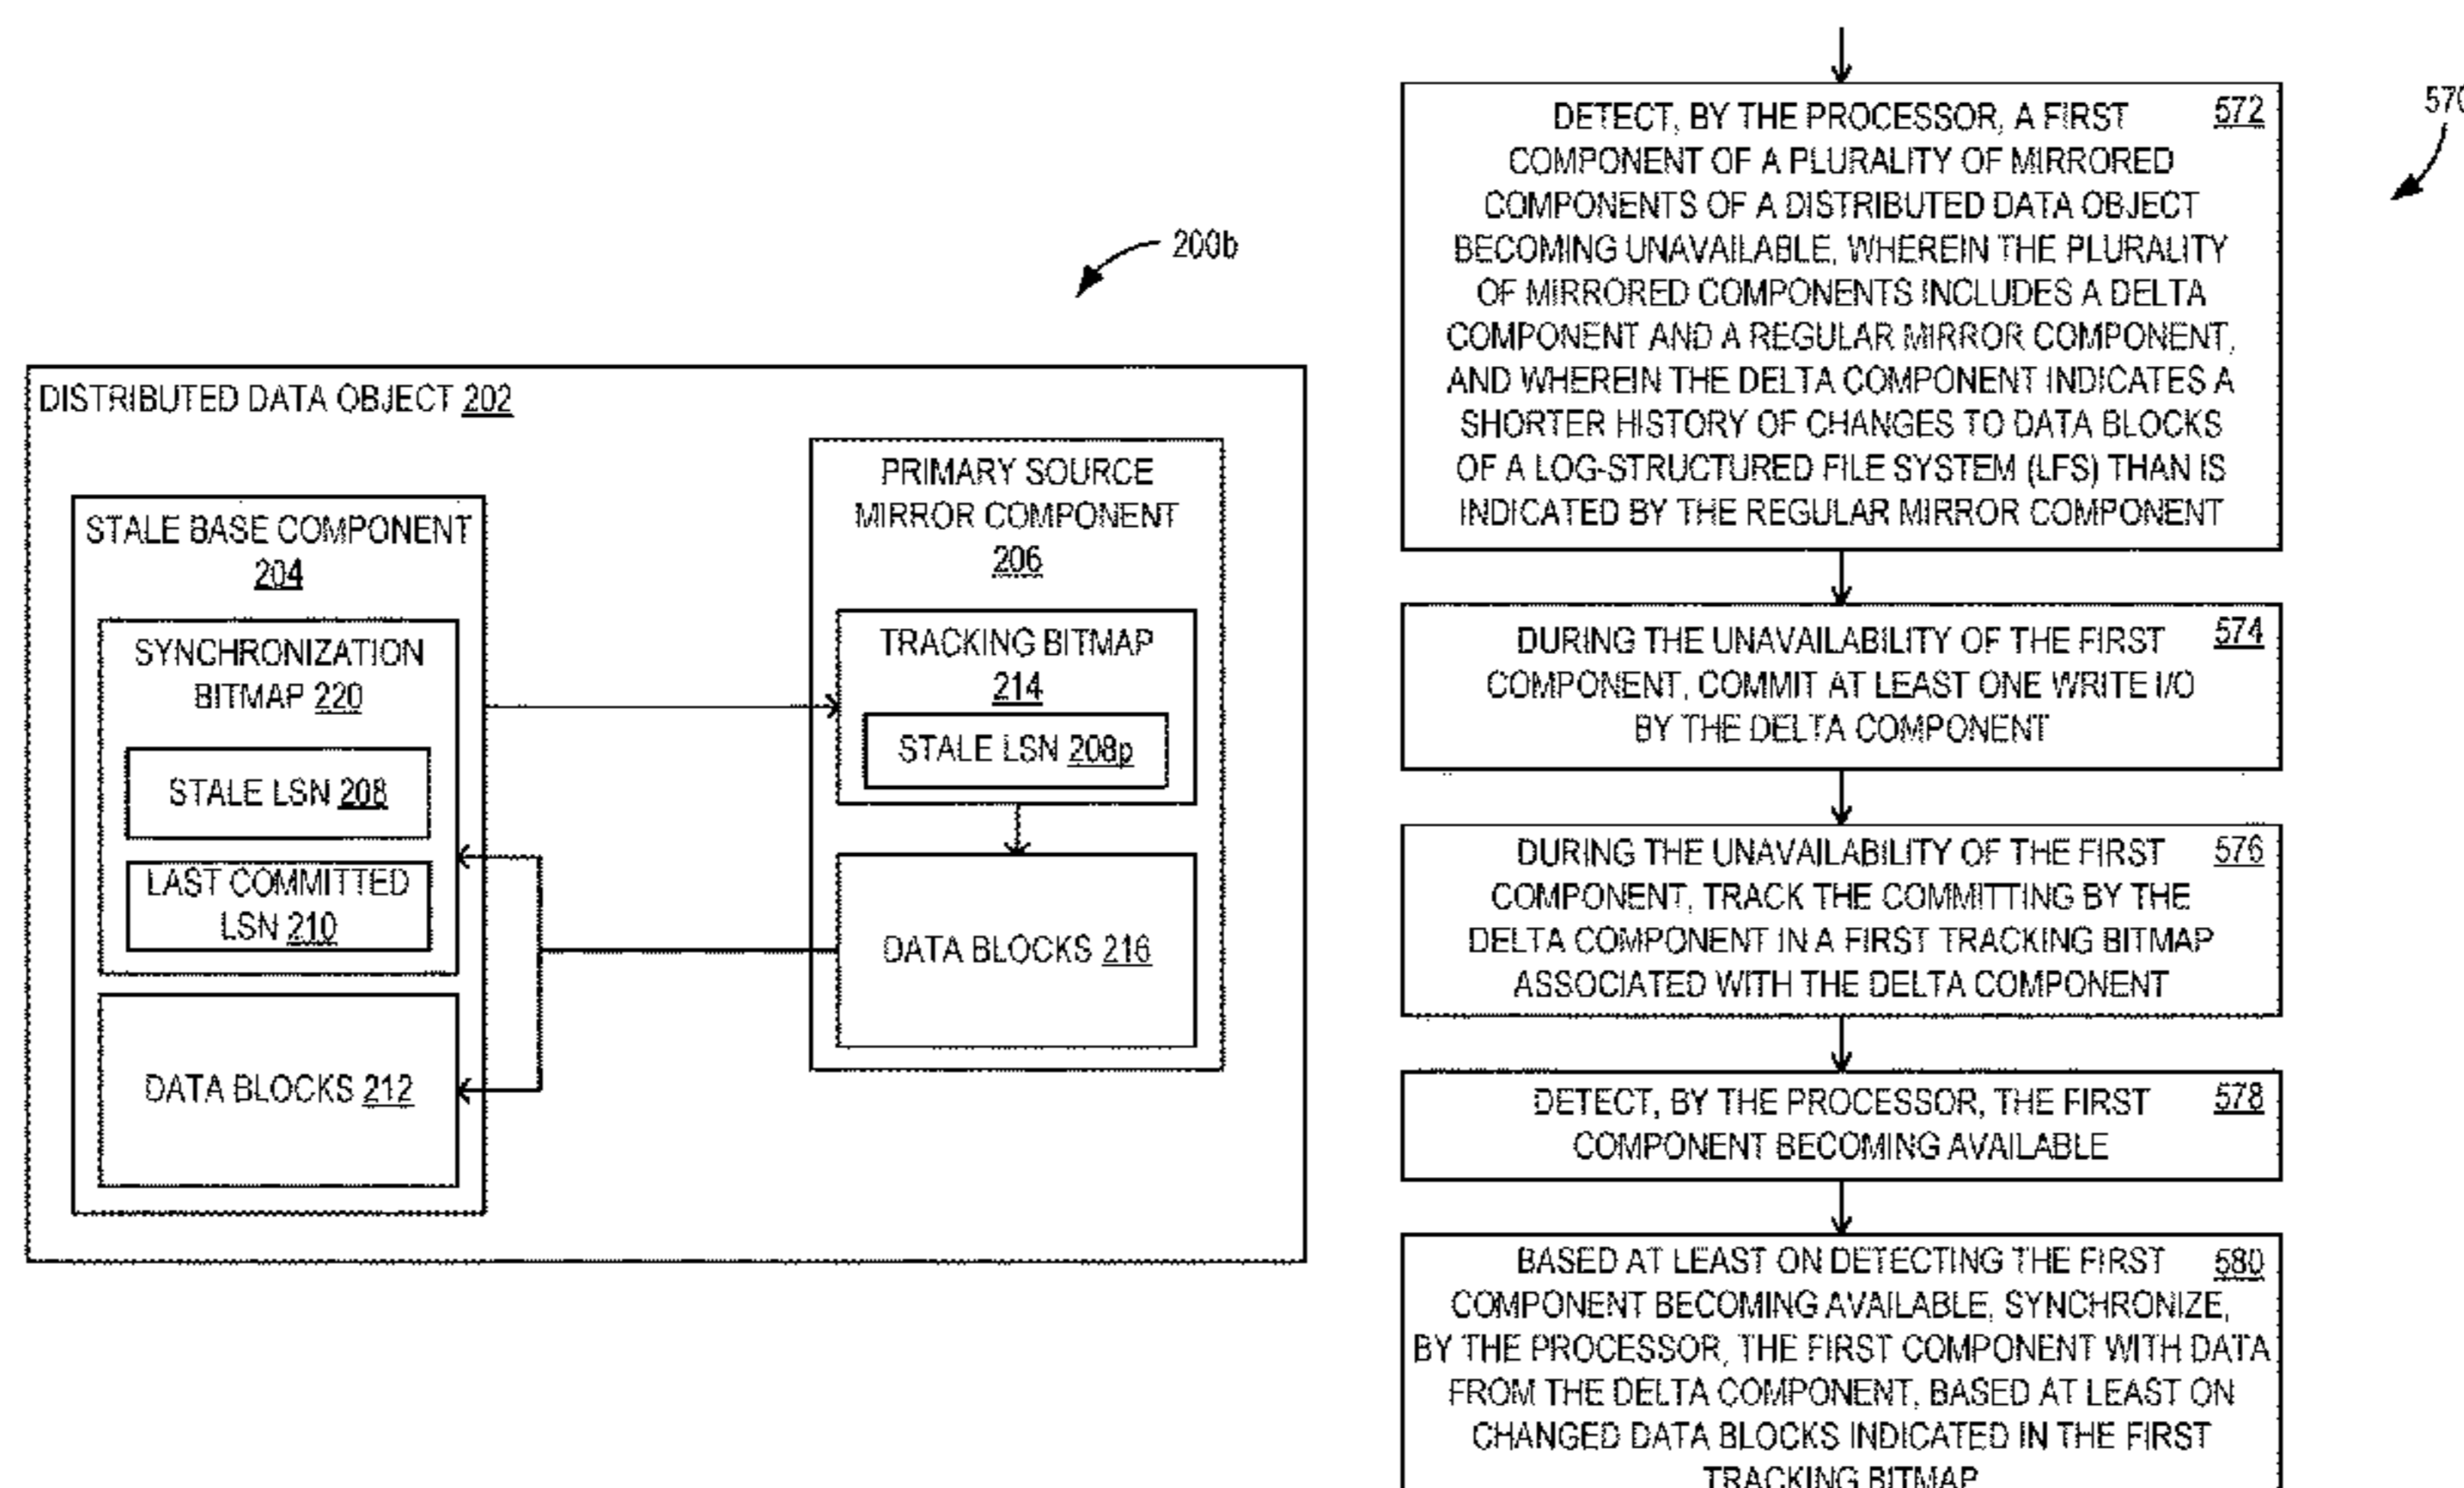 200b
DISTRIBUTED DATA OBJECT 202
STALE BASE COMPONENT
204
SYNCHRONIZATION
BITMAP 220
STALE LSN 208
LAST COMMITTED
LSN 210
DATA BLOCKS 212
PRIMARY SOURCE
MIRROR COMPONENT
206
TRACKING BITMAP
214
STALE LSN 208p
DATA BLOCKS 216
570
DETECT, BY THE PROCESSOR, A FIRST 572
COMPONENT OF A PLURALITY OF MIRRORED
COMPONENTS OF A DISTRIBUTED DATA OBJECT
BECOMING UNAVAILABLE, WHEREIN THE PLURALITY
OF MIRRORED COMPONENTS INCLUDES A DELTA
COMPONENT AND A REGULAR MIRROR COMPONENT,
AND WHEREIN THE DELTA COMPONENT INDICATES A
SHORTER HISTORY OF CHANGES TO DATA BLOCKS
OF A LOG-STRUCTURED FILE SYSTEM (LFS) THAN IS
INDICATED BY THE REGULAR MIRROR COMPONENT
DURING THE UNAVAILABILITY OF THE FIRST 574
COMPONENT, COMMIT AT LEAST ONE WRITE I/O
BY THE DELTA COMPONENT
DURING THE UNAVAILABILITY OF THE FIRST 576
COMPONENT, TRACK THE COMMITTING BY THE
DELTA COMPONENT IN A FIRST TRACKING BITMAP
ASSOCIATED WITH THE DELTA COMPONENT
DETECT, BY THE PROCESSOR, THE FIRST 578
COMPONENT BECOMING AVAILABLE
BASED AT LEAST ON DETECTING THE FIRST 580
COMPONENT BECOMING AVAILABLE, SYNCHRONIZE,
BY THE PROCESSOR, THE FIRST COMPONENT WITH DATA
FROM THE DELTA COMPONENT, BASED AT LEAST ON
CHANGED DATA BLOCKS INDICATED IN THE FIRST
TRACKING BITMAP